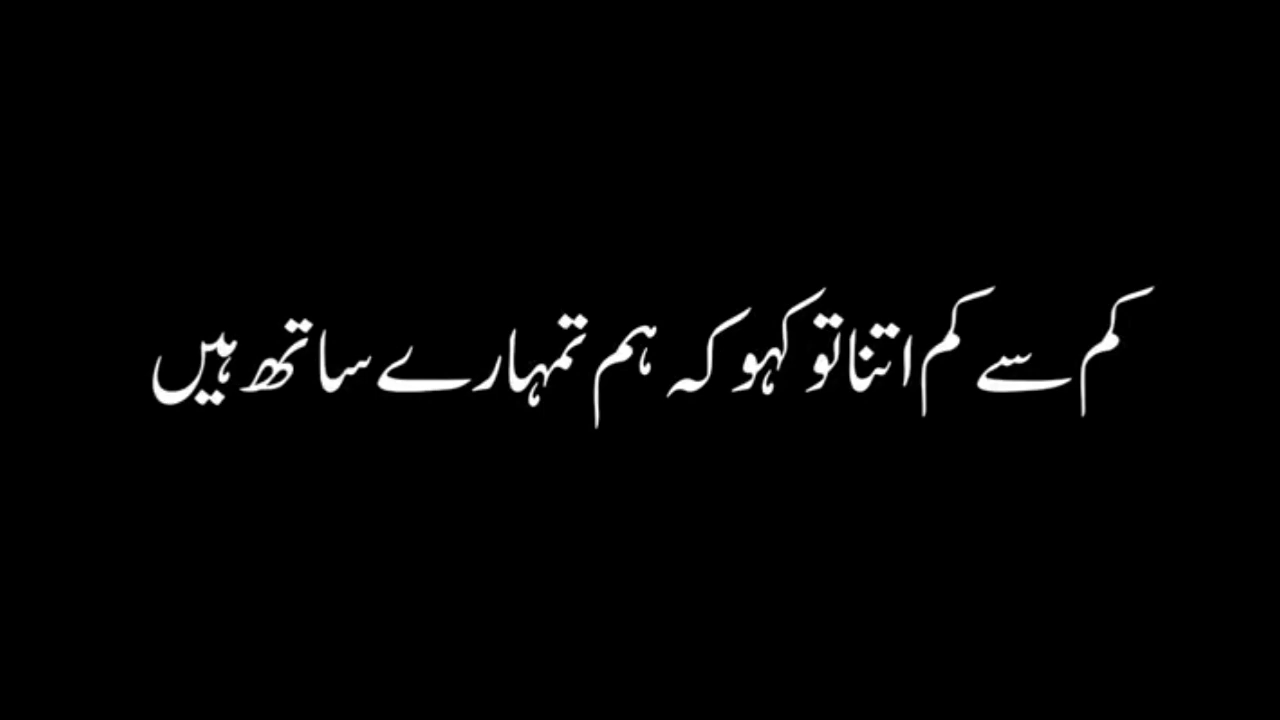 کم سے کم اتنا تو کہو کہ ہم تمہارے ساتھ ہیں